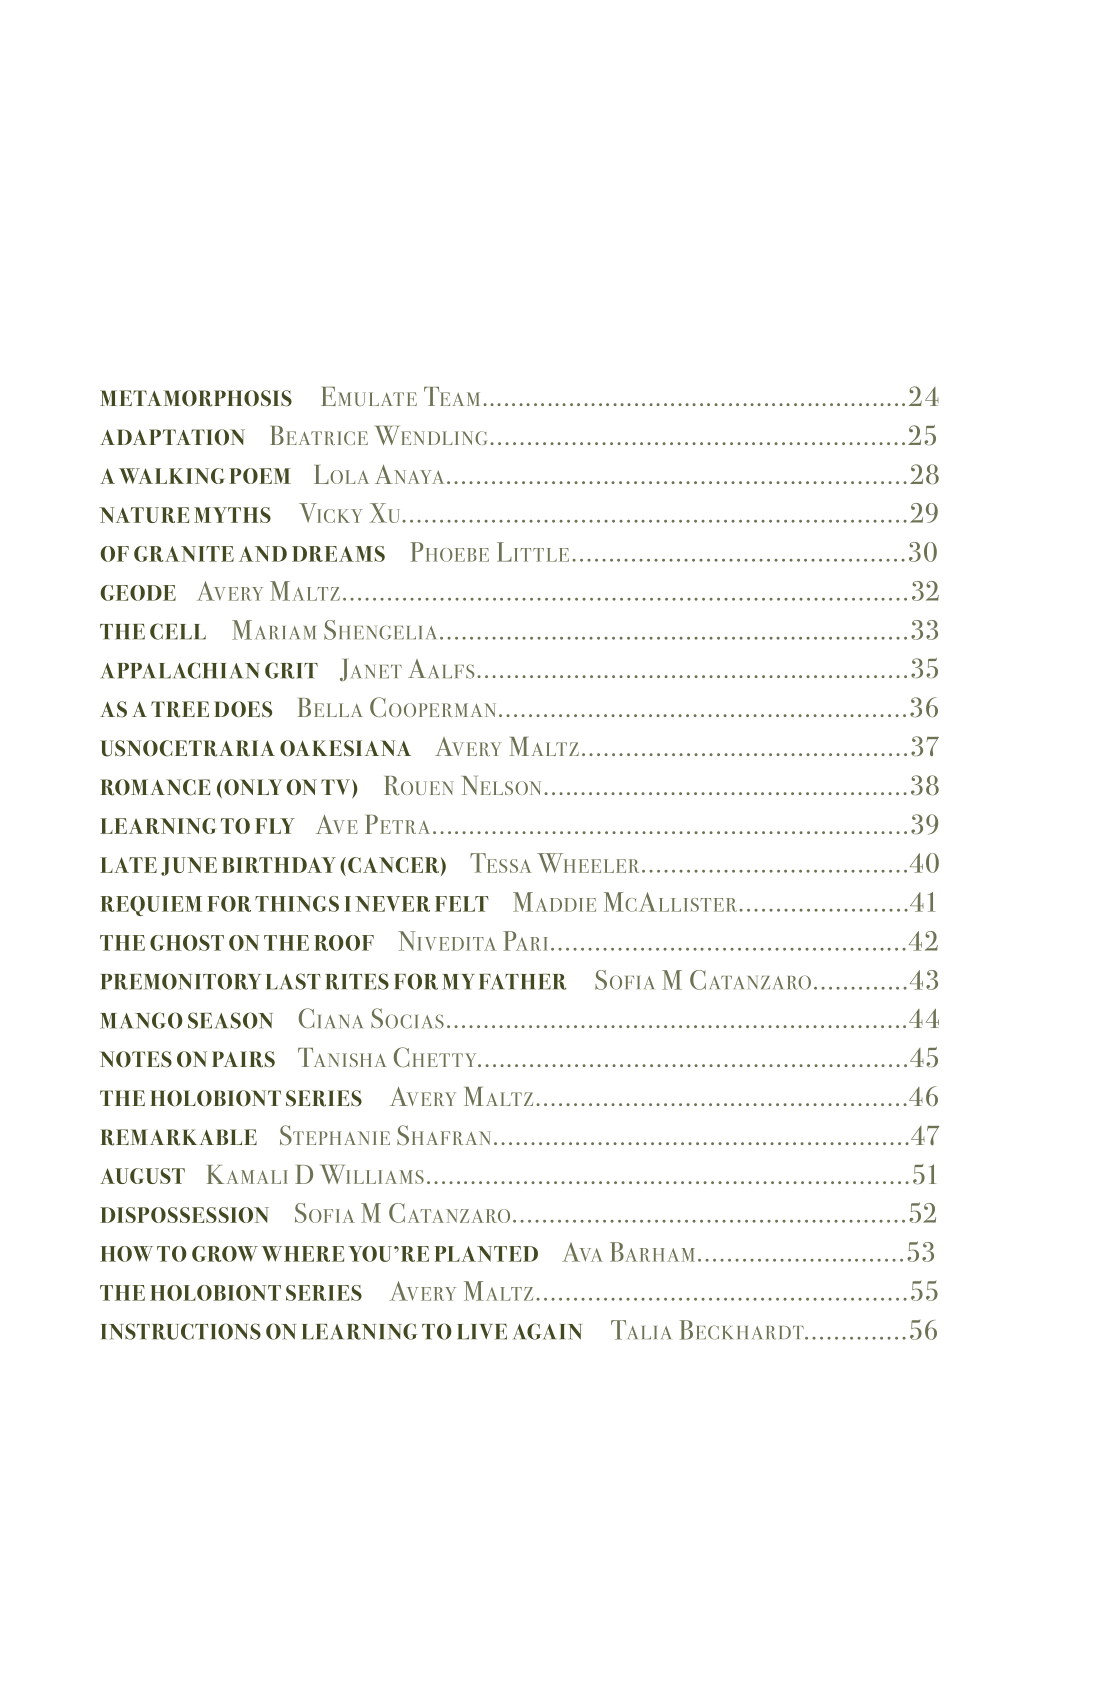 METAMORPHOSIS Emulate Team..........................................................24
ADAPTATION Beatrice Wendling.........................................................25
A WALKING POEM Lola Anaya...............................................................28
NATURE MYTHS Vicky Xu.....................................................................29
OF GRANITE AND DREAMS Phoebe Little..............................................30
GEODE Avery Maltz.............................................................................32
THE CELL Mariam Shengelia................................................................33
APPALACHIAN GRIT Janet Aalfs...........................................................35
AS A TREE DOES Bella Cooperman........................................................36
USNOCETRARIA OAKESIANA Avery Maltz.............................................37
ROMANCE (ONLY ON TV) Rouen Nelson..................................................38
LEARNING TO FLY Ave Petra.................................................................39
LATE JUNE BIRTHDAY (CANCER) Tessa Wheeler.....................................40
REQUIEM FOR THINGS I NEVER FELT Maddie McAllister.......................41
THE GHOST ON THE ROOF Nivedita Pari.................................................42
PREMONITORY LAST RITES FOR MY FATHER Sofia M Catanzaro.............43
MANGO SEASON Ciana Socias...............................................................44
NOTES ON PAIRS Tanisha Chetty...........................................................45
THE HOLOBIONT SERIES Avery Maltz...................................................46
REMARKABLE Stephanie Shafran.........................................................47
AUGUST Kamali D Williams..................................................................51
DISPOSSESSION Sofia M Catanzaro......................................................52
HOW TO GROW WHERE YOU’RE PLANTED Ava Barham............................53
THE HOLOBIONT SERIES Avery Maltz...................................................55
INSTRUCTIONS ON LEARNING TO LIVE AGAIN Talia Beckhardt..............56